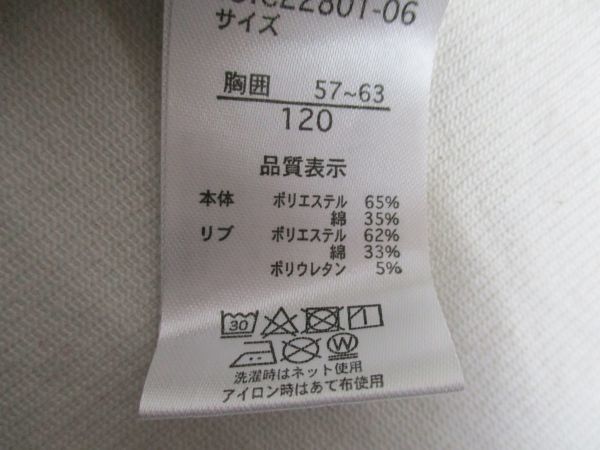 サイズ
胸囲 57~63
120
品質表示
本体 ポリエステル 65%
綿 35%
リブ ポリエステル 62%
綿 33%
ポリウレタン 5%
30
W
洗濯時はネット使用
アイロン時はあて布使用